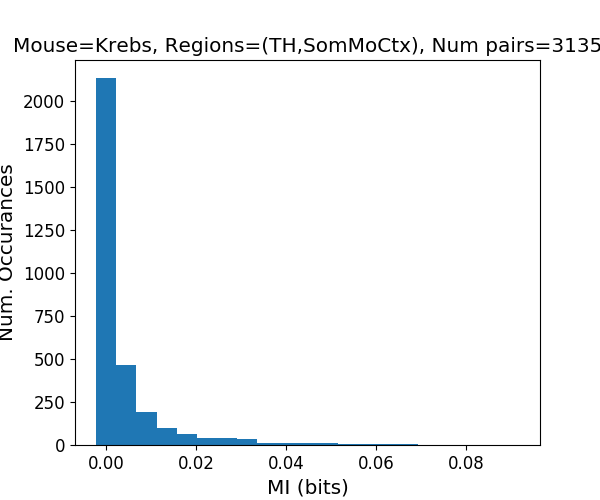 Mouse=Krebs, Regions=(TH,SomMoCtx), Num pairs=3135
Num. Occurances
2000
1750
1500
1250
1000
750
500
250
0
0.00 0.02 0.04 0.06 0.08
MI (bits)